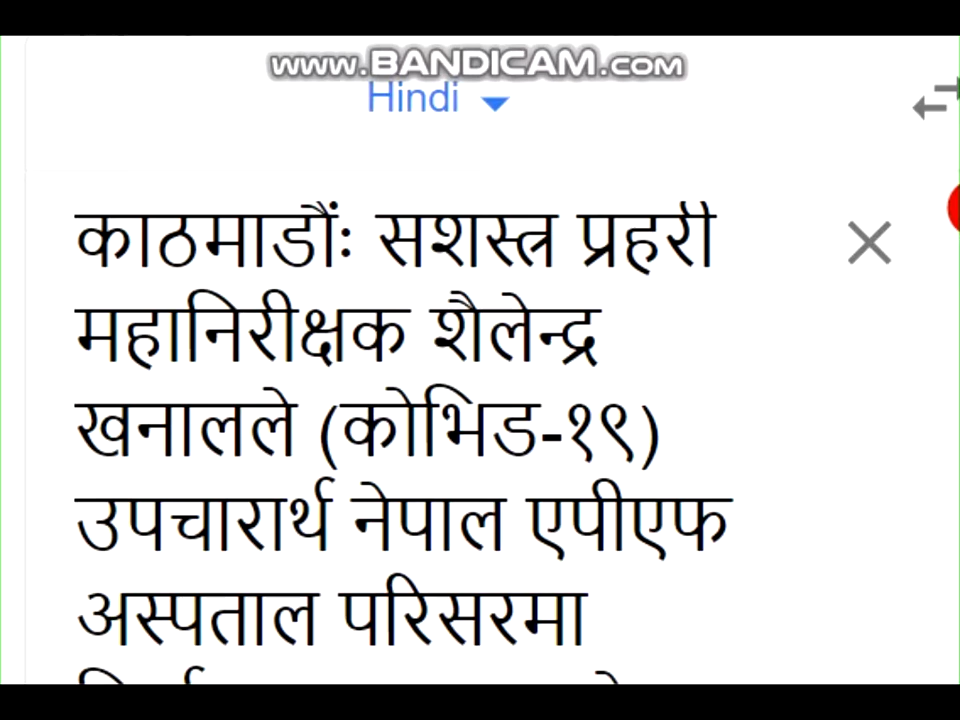 www.BANDICAM.com
Hindi
काठमाडौंः सशस्त्र प्रहरी
महानिरीक्षक शैलेन्द्र
खनालले (कोभिड-१९)
उपचारार्थ नेपाल एपीएफ
अस्पताल परिसरमा